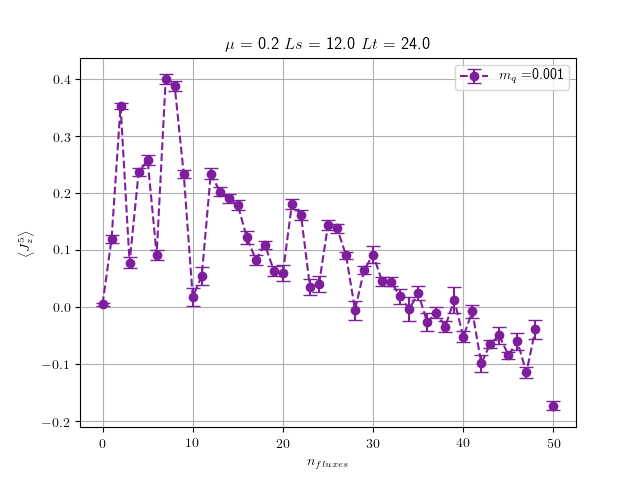 μ = 0.2 Ls = 12.0 Lt = 24.0
m_q =0.001
⟨J_z^5⟩
0.4
0.3
0.2
0.1
0.0
−0.1
−0.2
0 10 20 30 40 50
n_fluxes